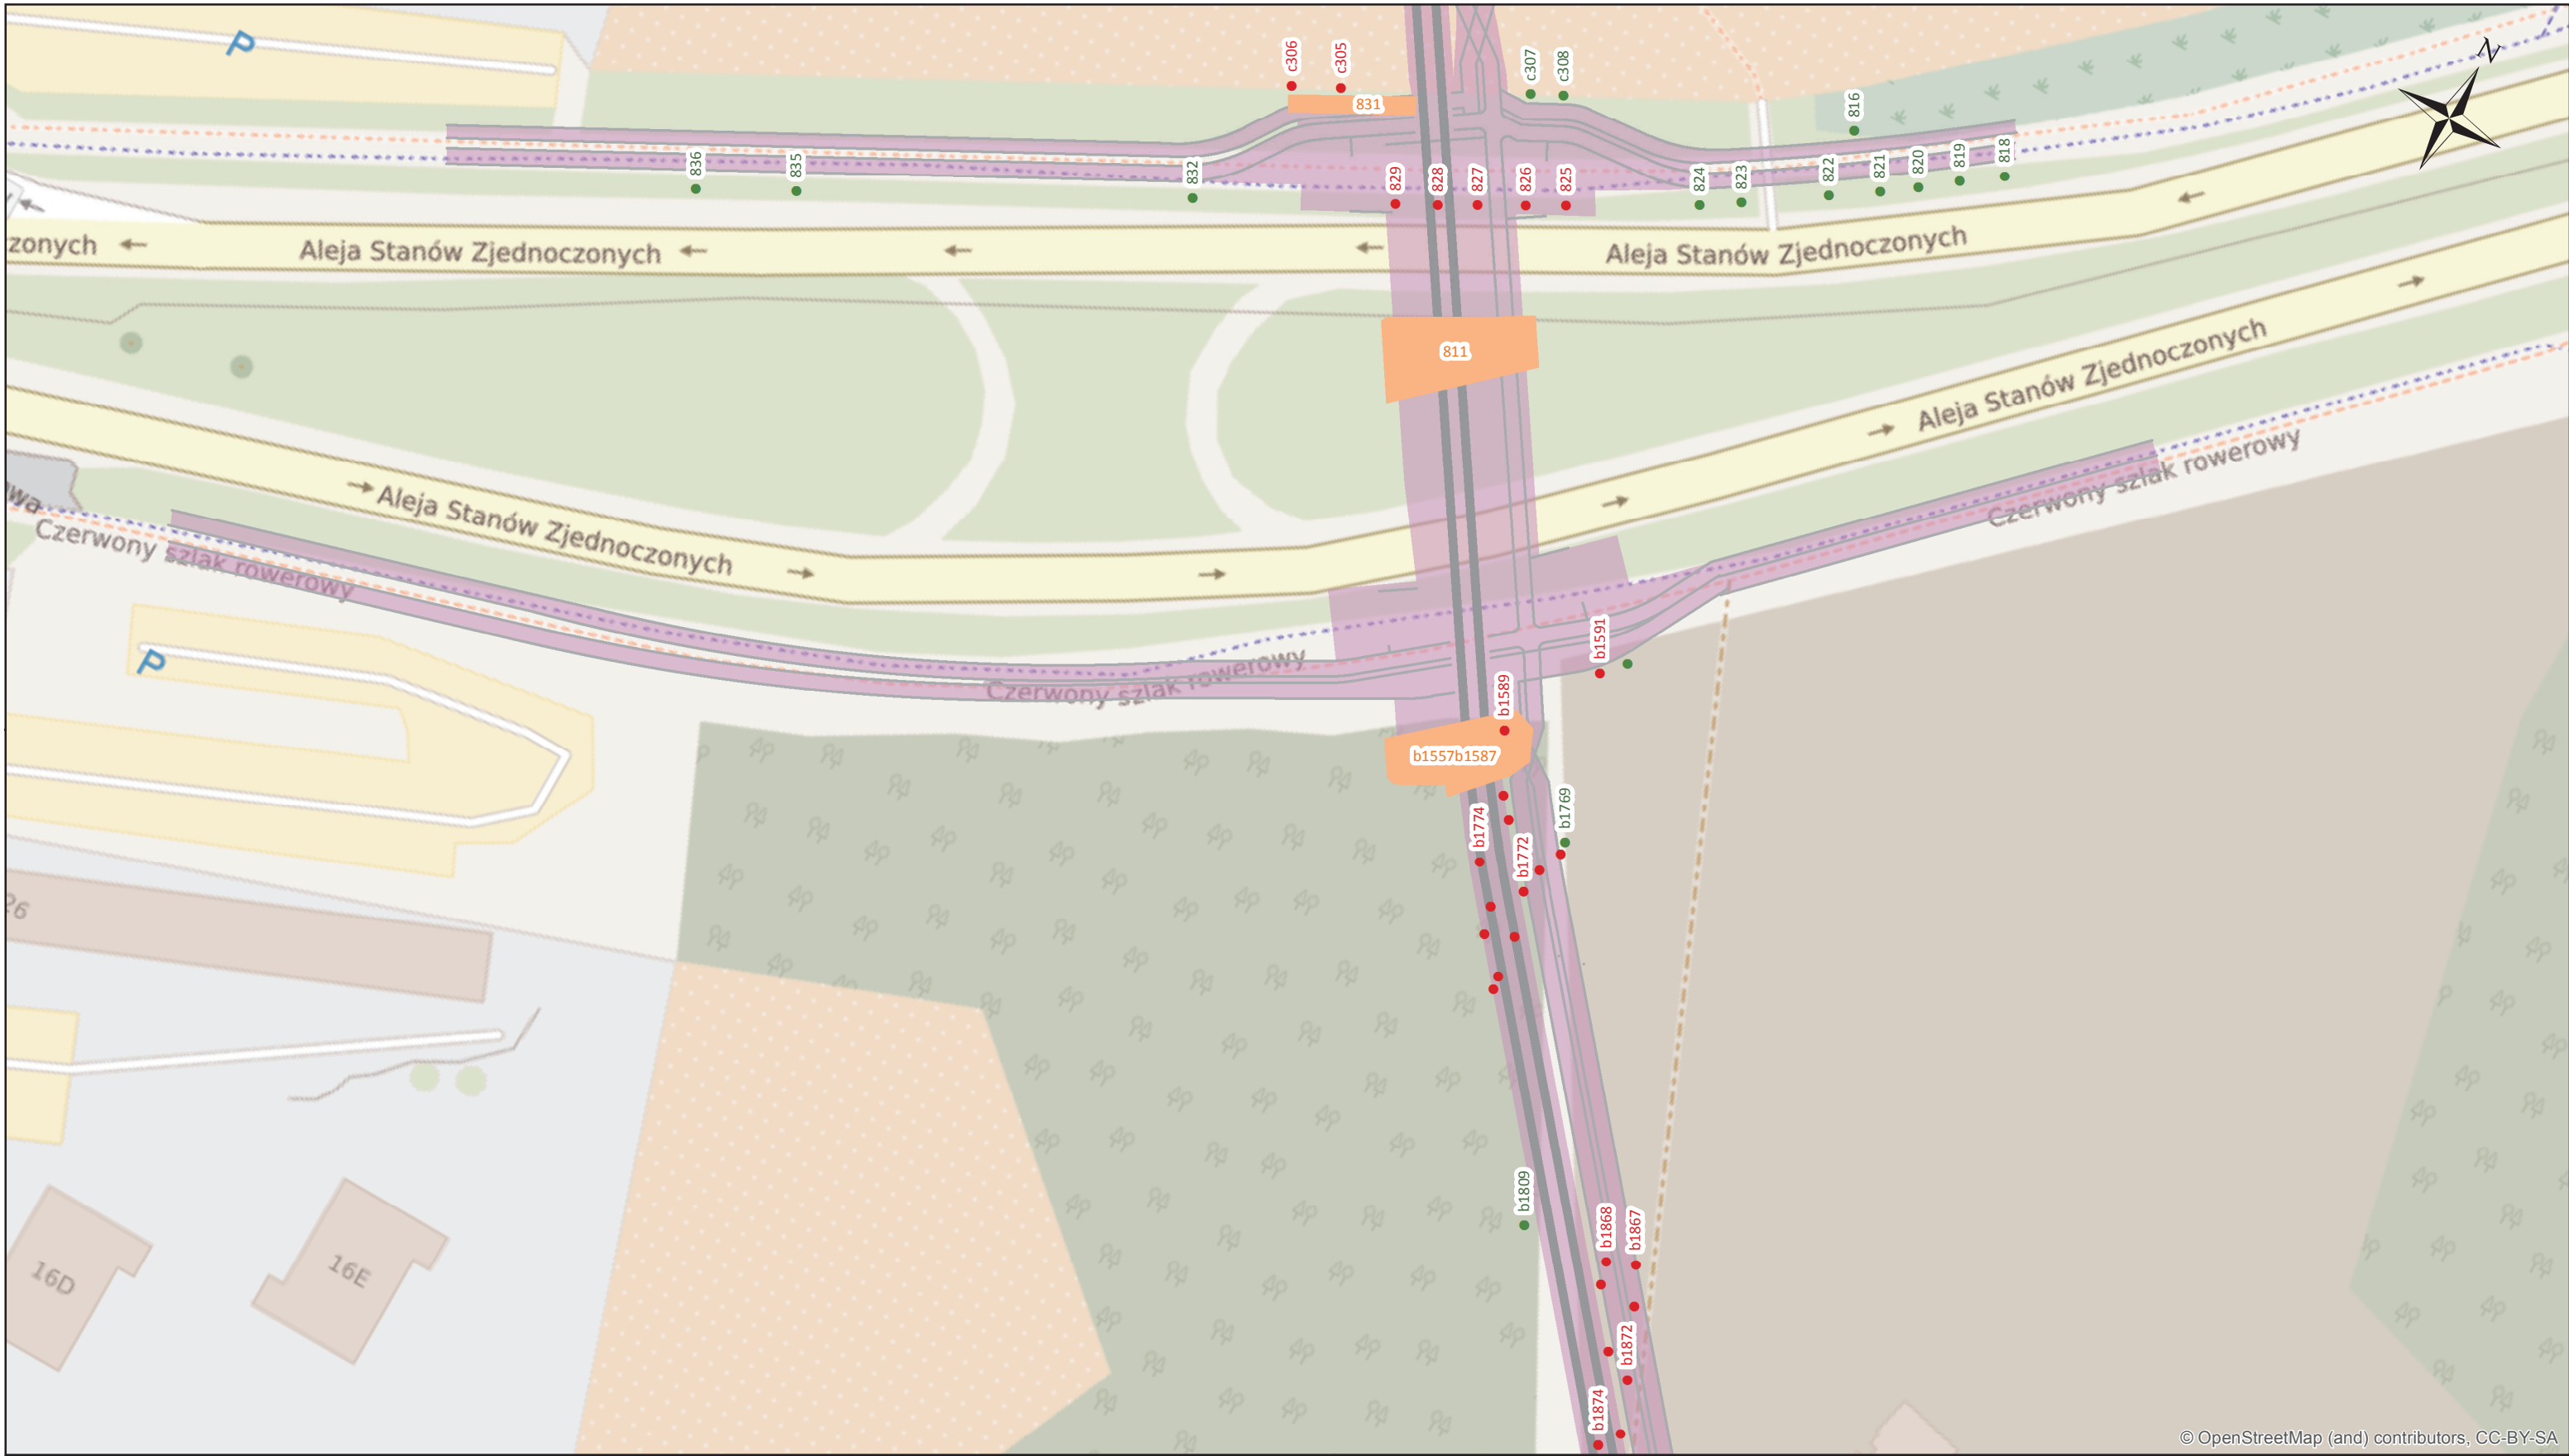 P
N
c306
c305
c307
c308
831
816
836
835
832
829
828
827
826
825
824
823
822
821
820
819
818
zonych
Aleja Stanów Zjednoczonych
Aleja Stanów Zjednoczonych
811
Aleja Stanów Zjednoczonych
Aleja Stanów Zjednoczonych
Czerwony szlak rowerowy
wa
Czerwony szlak rowerowy
Czerwony szlak rowerowy
P
b1591
b1589
b1557b1587
b1774
b1772
b1769
26
b1809
b1868
b1867
16D
16E
b1872
b1874
© OpenStreetMap (and) contributors, CC-BY-SA